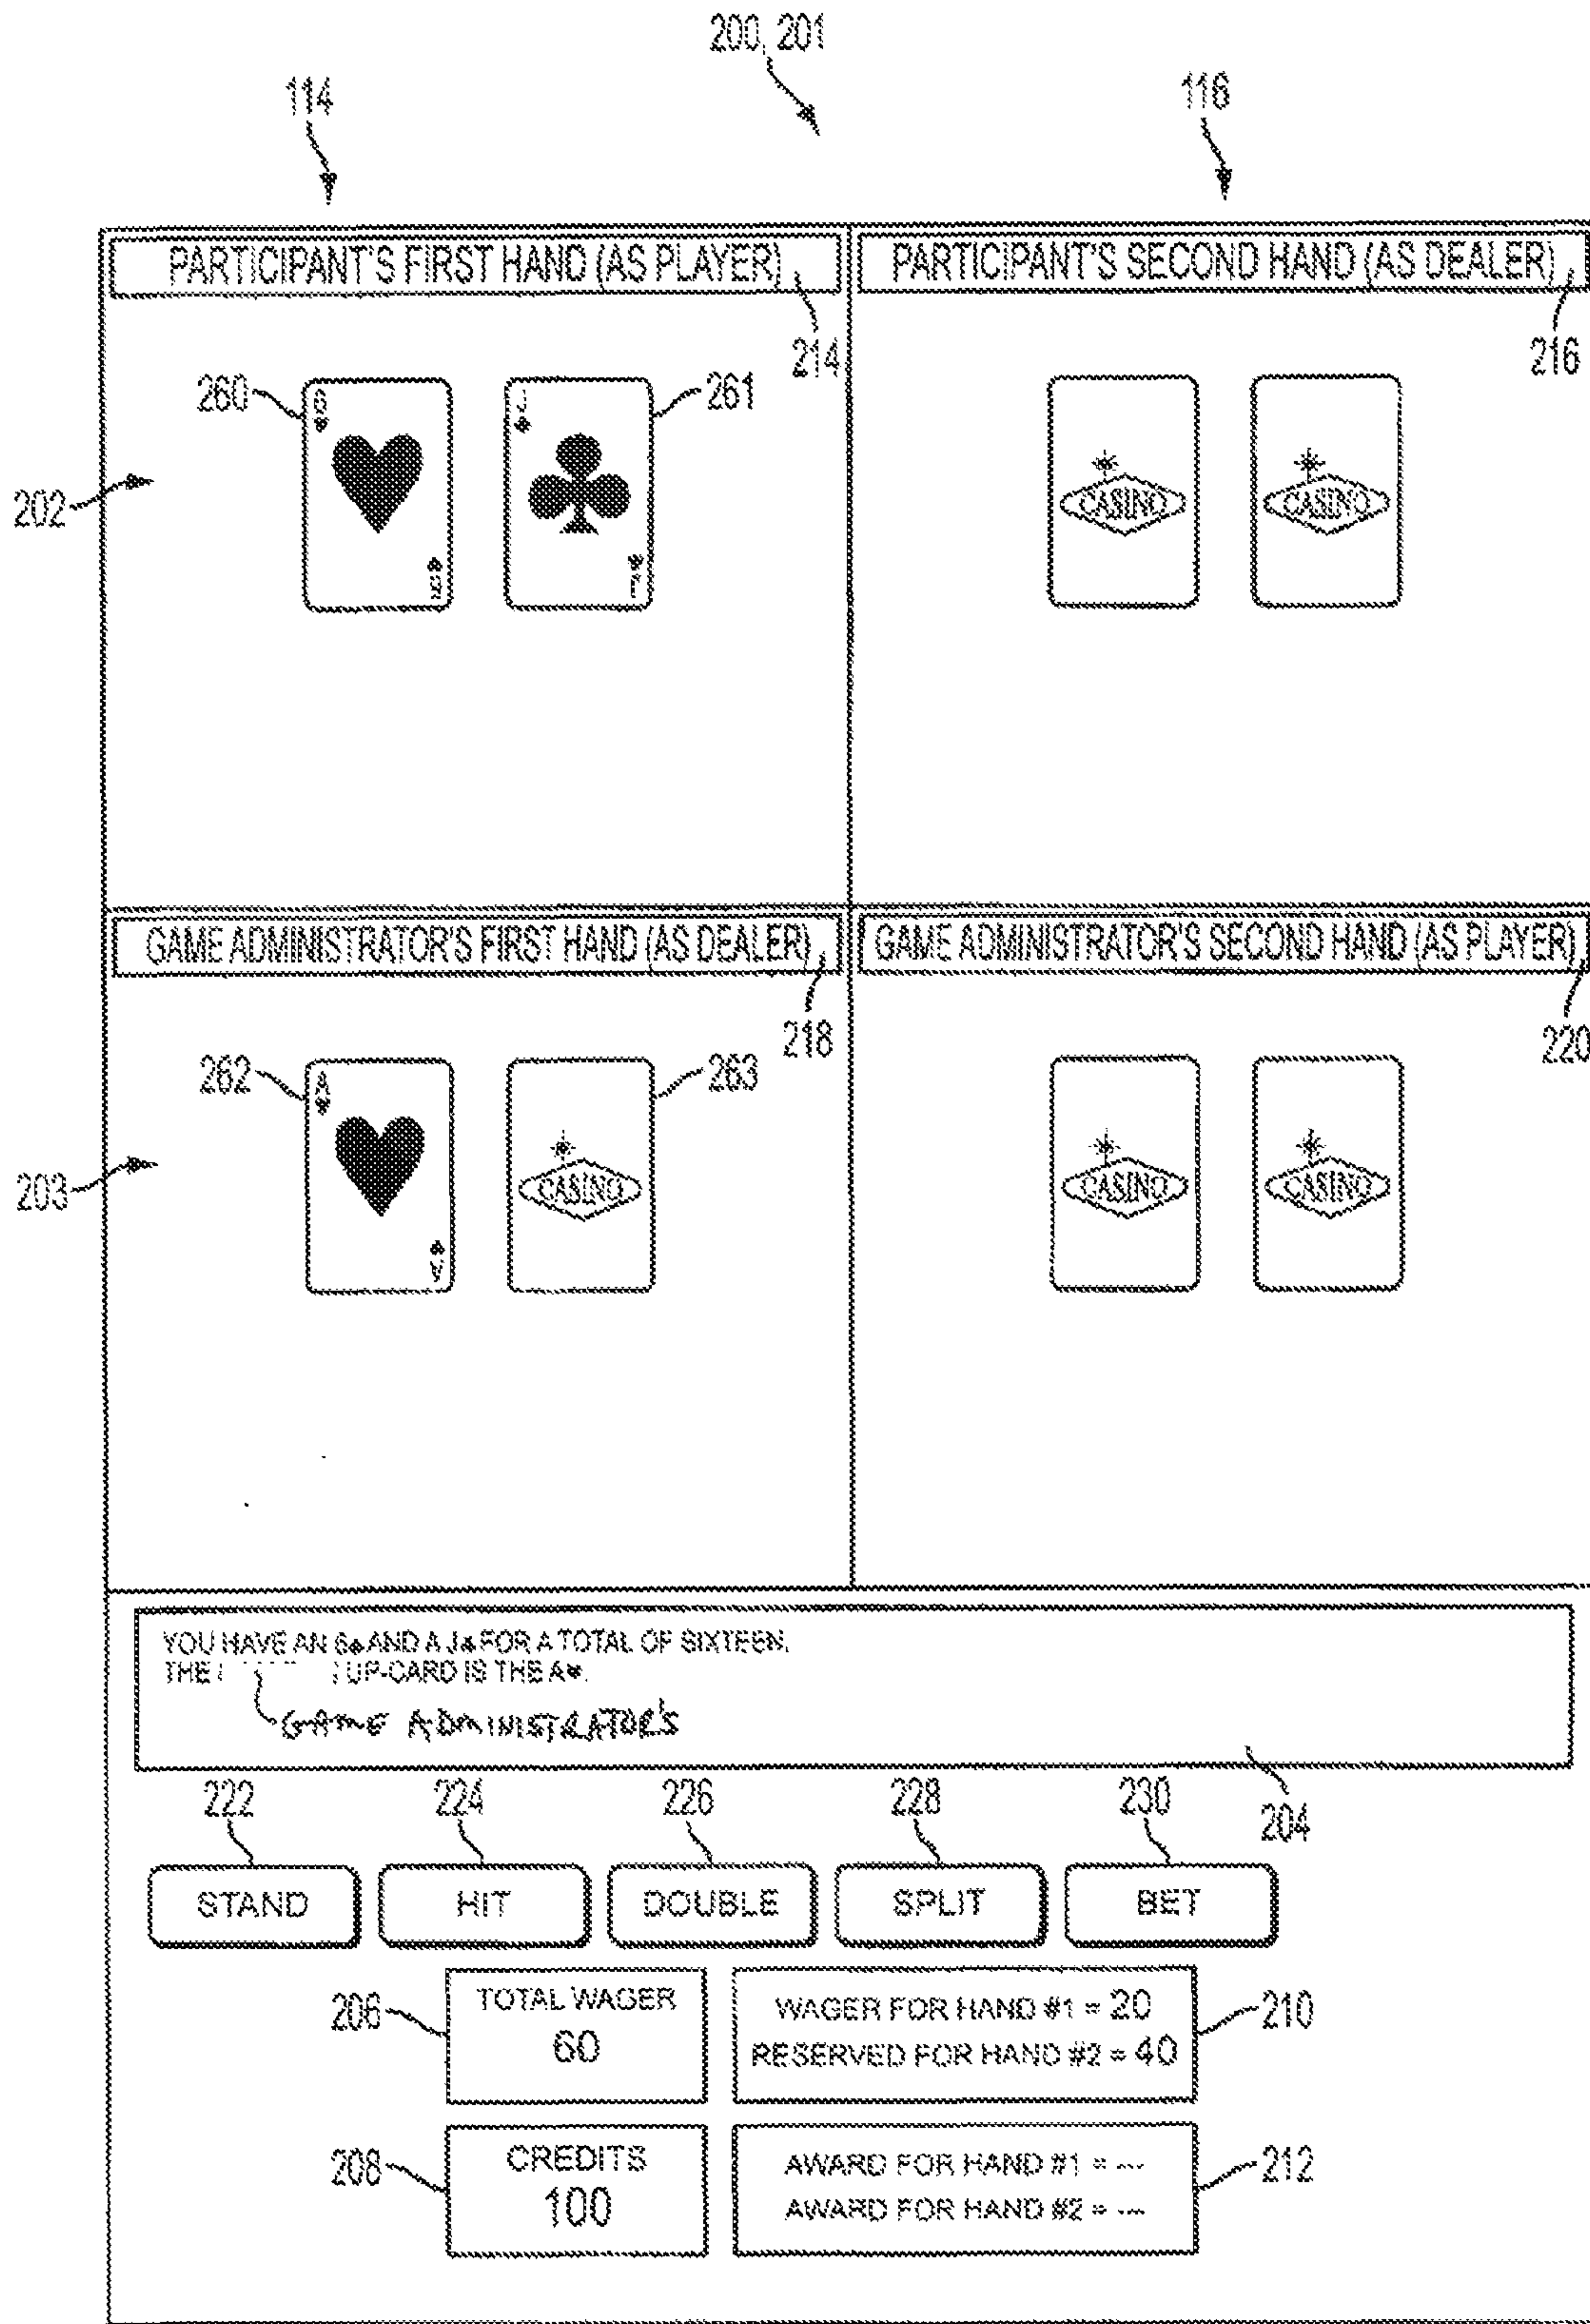 200, 201
114
116
PARTICIPANT'S FIRST HAND (AS PLAYER)
PARTICIPANT'S SECOND HAND (AS DEALER)
214
216
260
6
J
261
CASINO
CASINO
202
6
J
GAME ADMINISTRATOR'S FIRST HAND (AS DEALER)
GAME ADMINISTRATOR'S SECOND HAND (AS PLAYER)
218
220
262
A
263
203
CASINO
CASINO
CASINO
A
YOU HAVE AN 6♠ AND A J♣ FOR A TOTAL OF SIXTEEN.
THE UP-CARD IS THE A♥.
GAME ADMINISTRATOR'S
222
224
226
228
230
204
STAND
HIT
DOUBLE
SPLIT
BET
206
TOTAL WAGER
60
WAGER FOR HAND #1 = 20
RESERVED FOR HAND #2 = 40
210
208
CREDITS
100
AWARD FOR HAND #1 = ---
AWARD FOR HAND #2 = ---
212